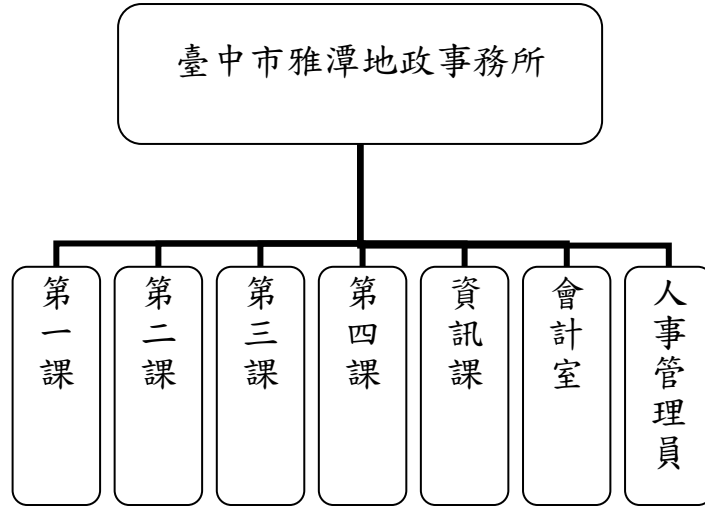 臺中市雅潭地政事務所
第一課
第二課
第三課
第四課
資訊課
會計室
人事管理員